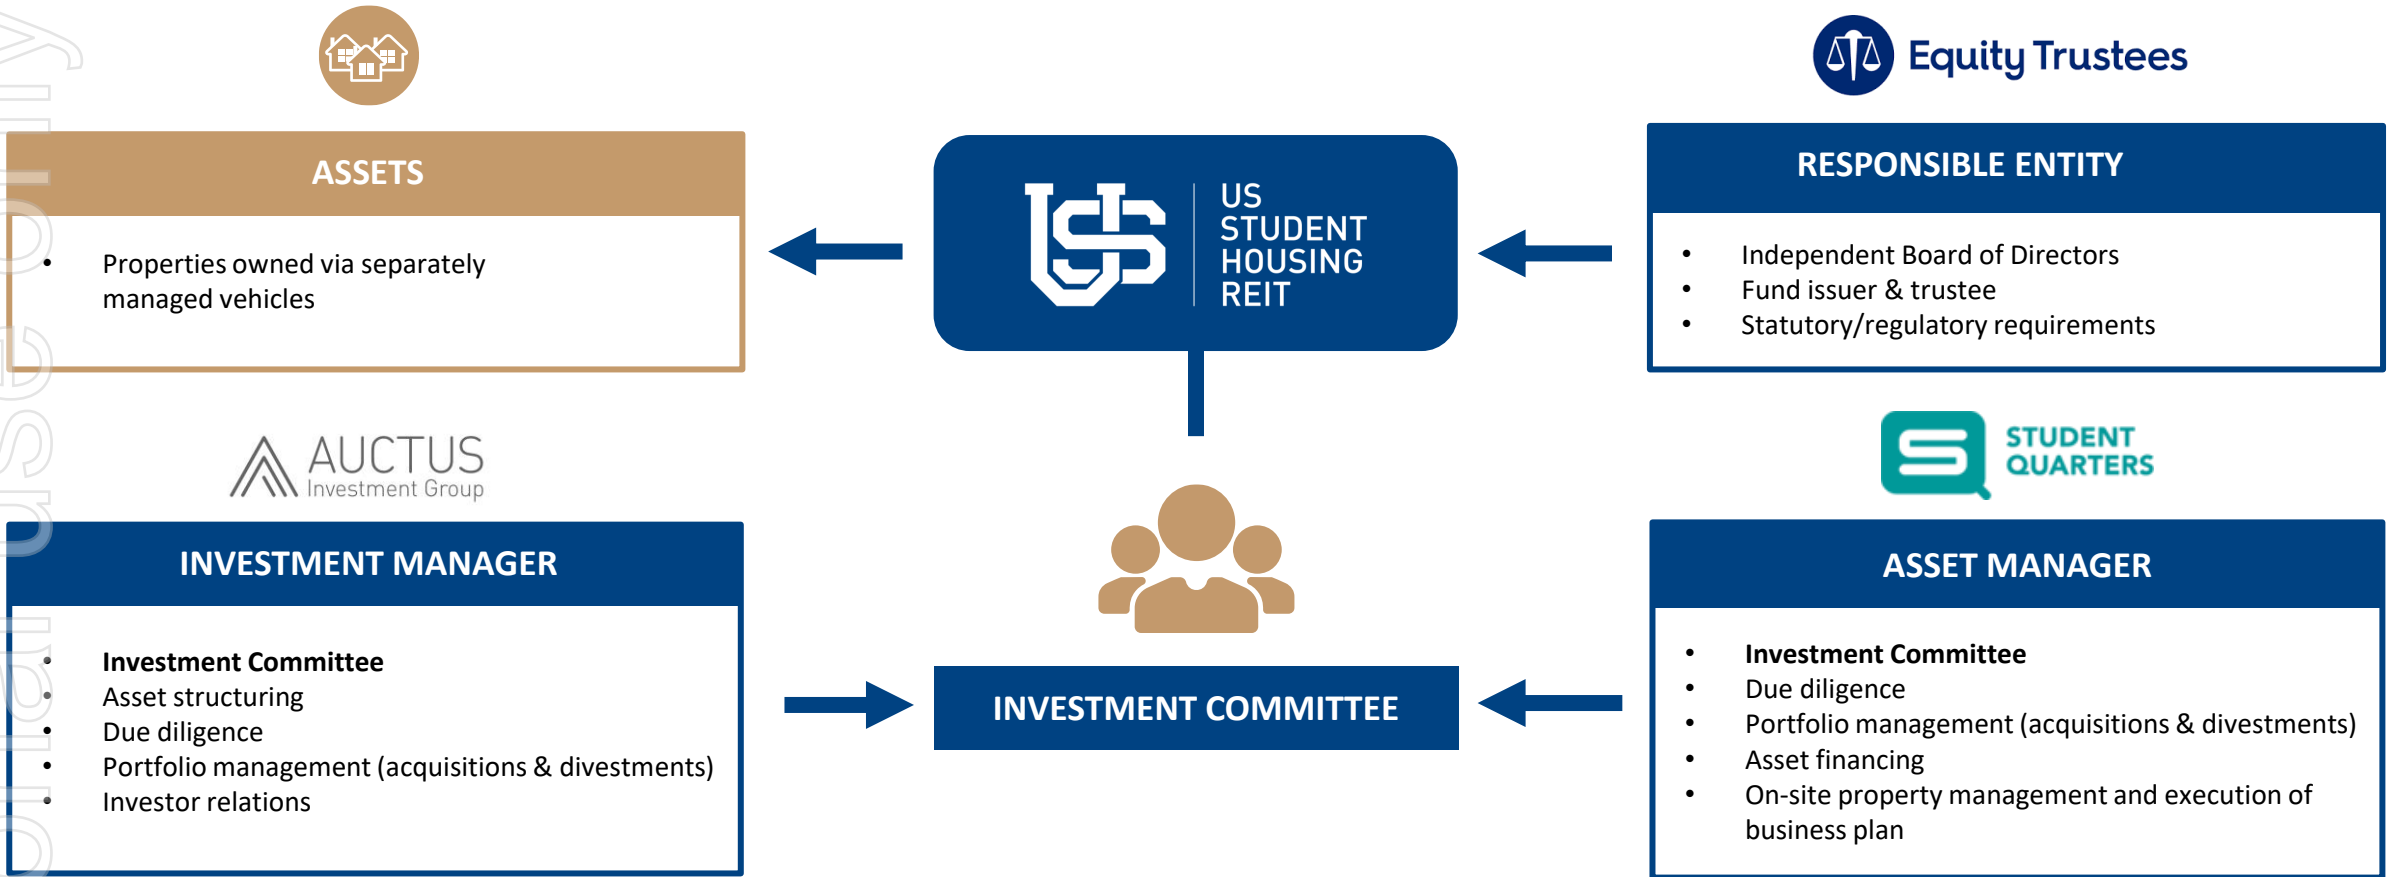 Equity Trustees
ASSETS
• Properties owned via separately
managed vehicles
US
STUDENT
HOUSING
REIT
RESPONSIBLE ENTITY
• Independent Board of Directors
• Fund issuer & trustee
• Statutory/regulatory requirements
AUCTUS
Investment Group
STUDENT
QUARTERS
INVESTMENT MANAGER
• Investment Committee
• Asset structuring
• Due diligence
• Portfolio management (acquisitions & divestments)
• Investor relations
INVESTMENT COMMITTEE
ASSET MANAGER
• Investment Committee
• Due diligence
• Portfolio management (acquisitions & divestments)
• Asset financing
• On-site property management and execution of
business plan
use only